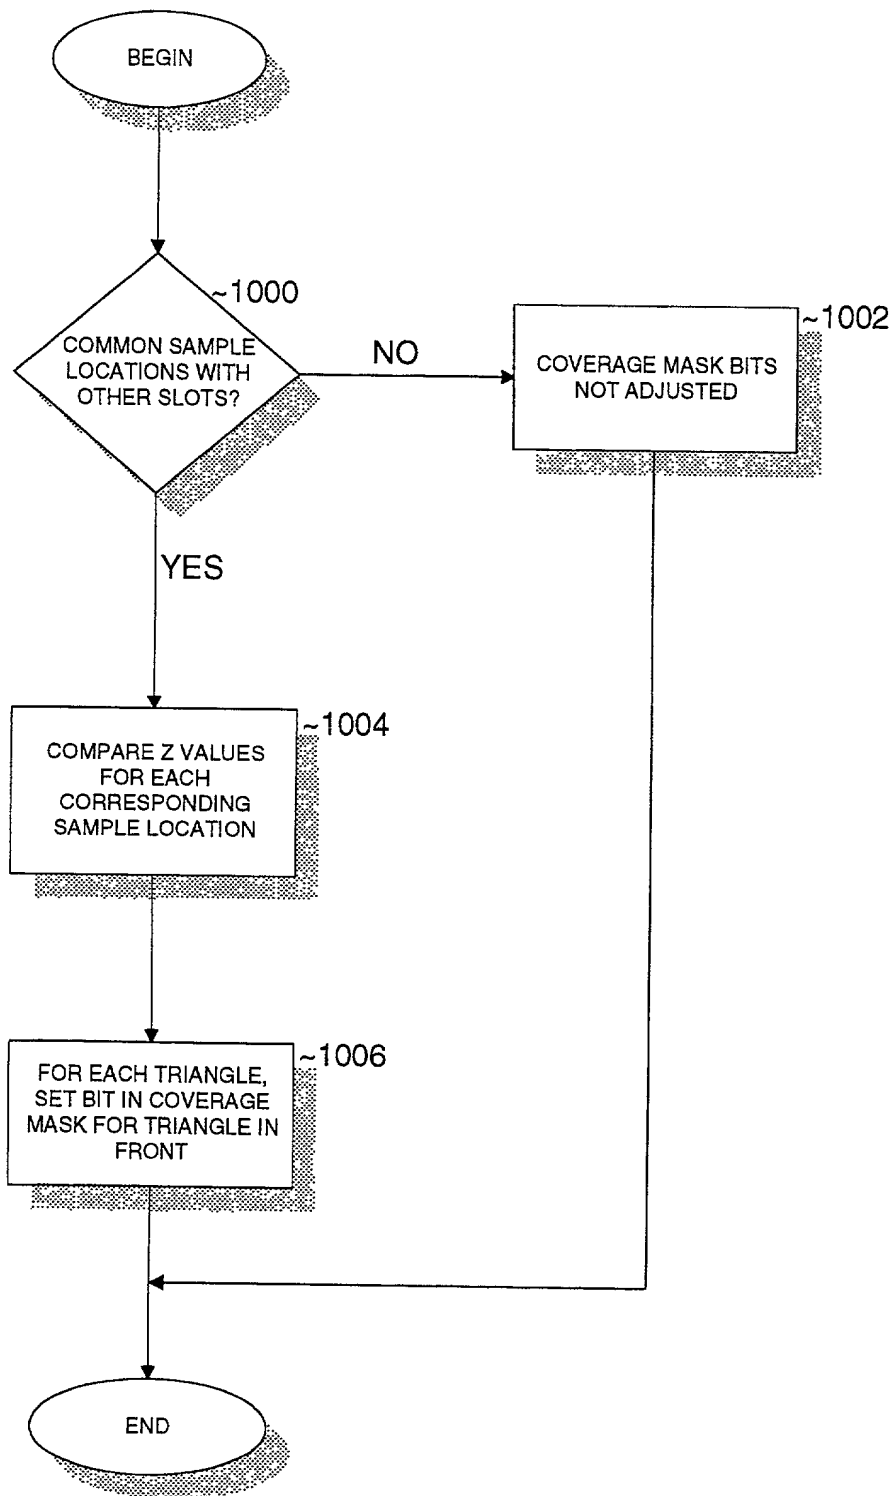 BEGIN
~1000
COMMON SAMPLE
LOCATIONS WITH
OTHER SLOTS?
NO
~1002
COVERAGE MASK BITS
NOT ADJUSTED
YES
~1004
COMPARE Z VALUES
FOR EACH
CORRESPONDING
SAMPLE LOCATION
~1006
FOR EACH TRIANGLE,
SET BIT IN COVERAGE
MASK FOR TRIANGLE IN
FRONT
END